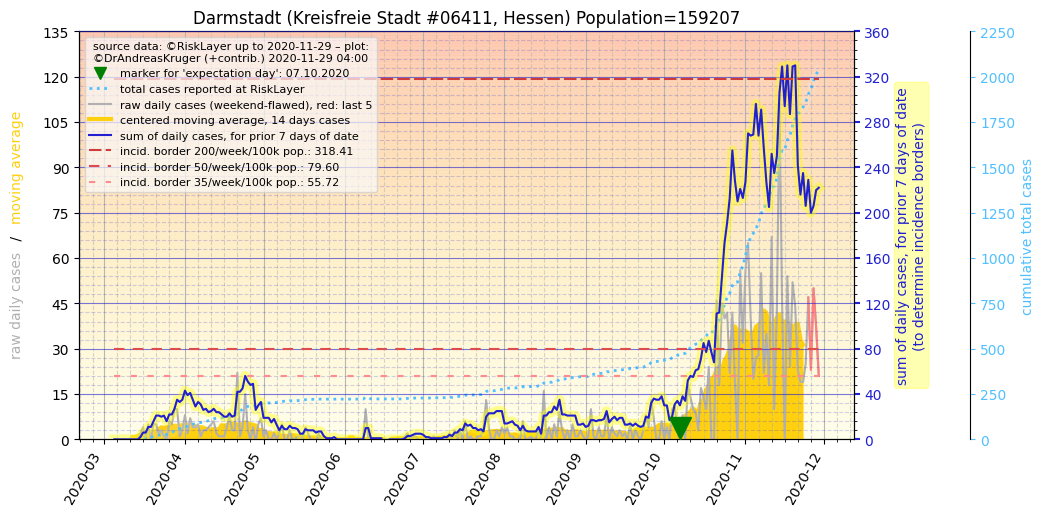 Darmstadt (Kreisfreie Stadt #06411, Hessen) Population=159207
source data: ©RiskLayer up to 2020-11-29 – plot:
©DrAndreasKruger (+contrib.) 2020-11-29 04:00
marker for 'expectation day': 07.10.2020
total cases reported at RiskLayer
raw daily cases (weekend-flawed), red: last 5
centered moving average, 14 days cases
sum of daily cases, for prior 7 days of date
incid. border 200/week/100k pop.: 318.41
incid. border 50/week/100k pop.: 79.60
incid. border 35/week/100k pop.: 55.72
raw daily cases / moving average
135
120
105
90
75
60
45
30
15
0
2020-03
2020-04
2020-05
2020-06
2020-07
2020-08
2020-09
2020-10
2020-11
2020-12
360
320
280
240
200
160
120
80
40
0
sum of daily cases, for prior 7 days of date
(to determine incidence borders)
2250
2000
1750
1500
1250
1000
750
500
250
0
cumulative total cases